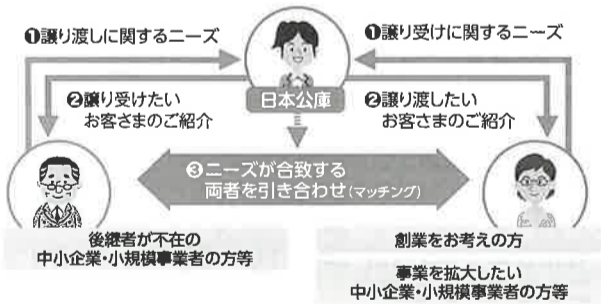 ❶譲り渡しに関するニーズ
❶譲り受けに関するニーズ
❷譲り受けたい
お客さまのご紹介
日本公庫
❷譲り渡したい
お客さまのご紹介
❸ニーズが合致する
両者を引き合わせ(マッチング)
後継者が不在の
中小企業・小規模事業者の方等
創業をお考えの方
事業を拡大したい
中小企業・小規模事業者の方等